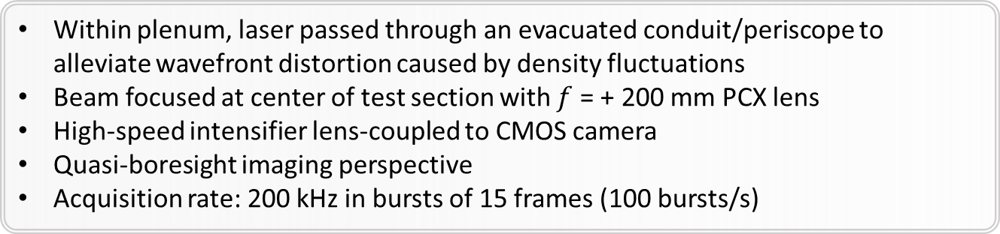 • Within plenum, laser passed through an evacuated conduit/periscope to
alleviate wavefront distortion caused by density fluctuations
• Beam focused at center of test section with f = + 200 mm PCX lens
• High-speed intensifier lens-coupled to CMOS camera
• Quasi-boresight imaging perspective
• Acquisition rate: 200 kHz in bursts of 15 frames (100 bursts/s)